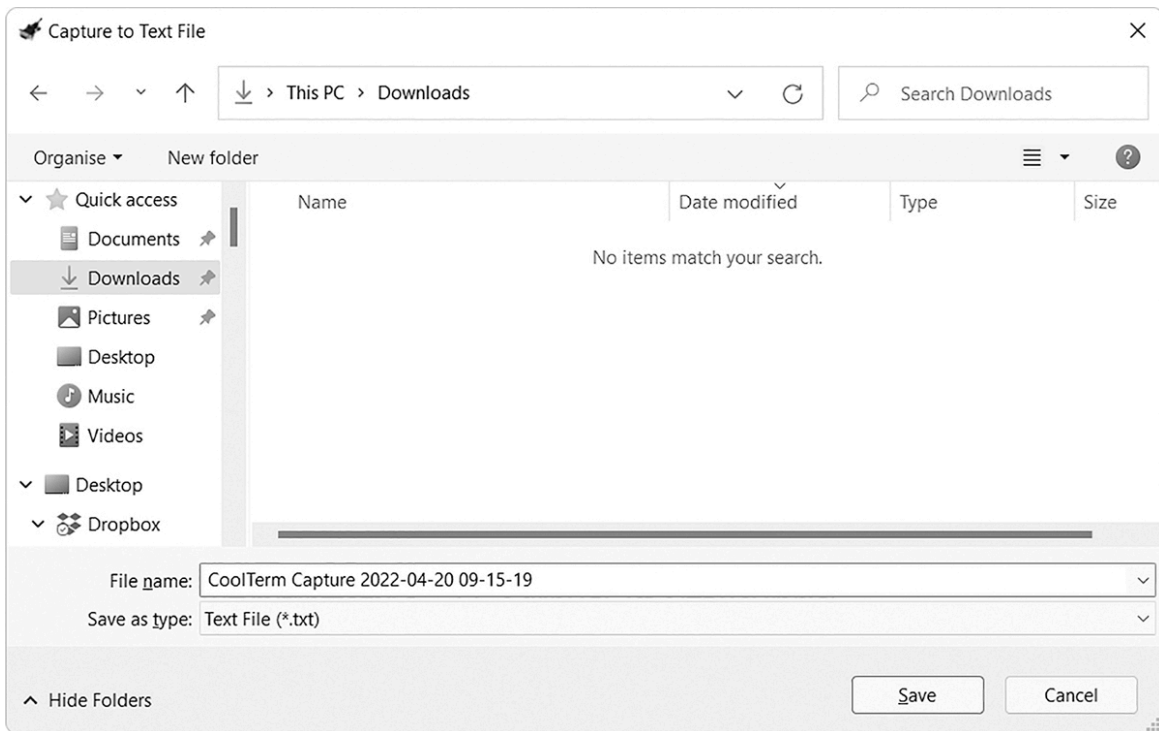 Capture to Text File
This PC > Downloads
Search Downloads
Organise
New folder
Quick access
Documents
Downloads
Pictures
Desktop
Music
Videos
Desktop
Dropbox
Name
Date modified
Type
Size
No items match your search.
File name: CoolTerm Capture 2022-04-20 09-15-19
Save as type: Text File (*.txt)
Hide Folders
Save
Cancel